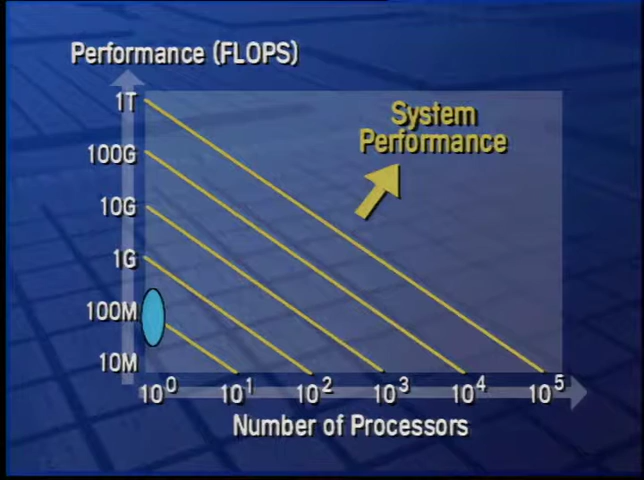 Performance (FLOPS)
1T
System
Performance
100G
10G
1G
100M
10M
10⁰ 10¹ 10² 10³ 10⁴ 10⁵
Number of Processors